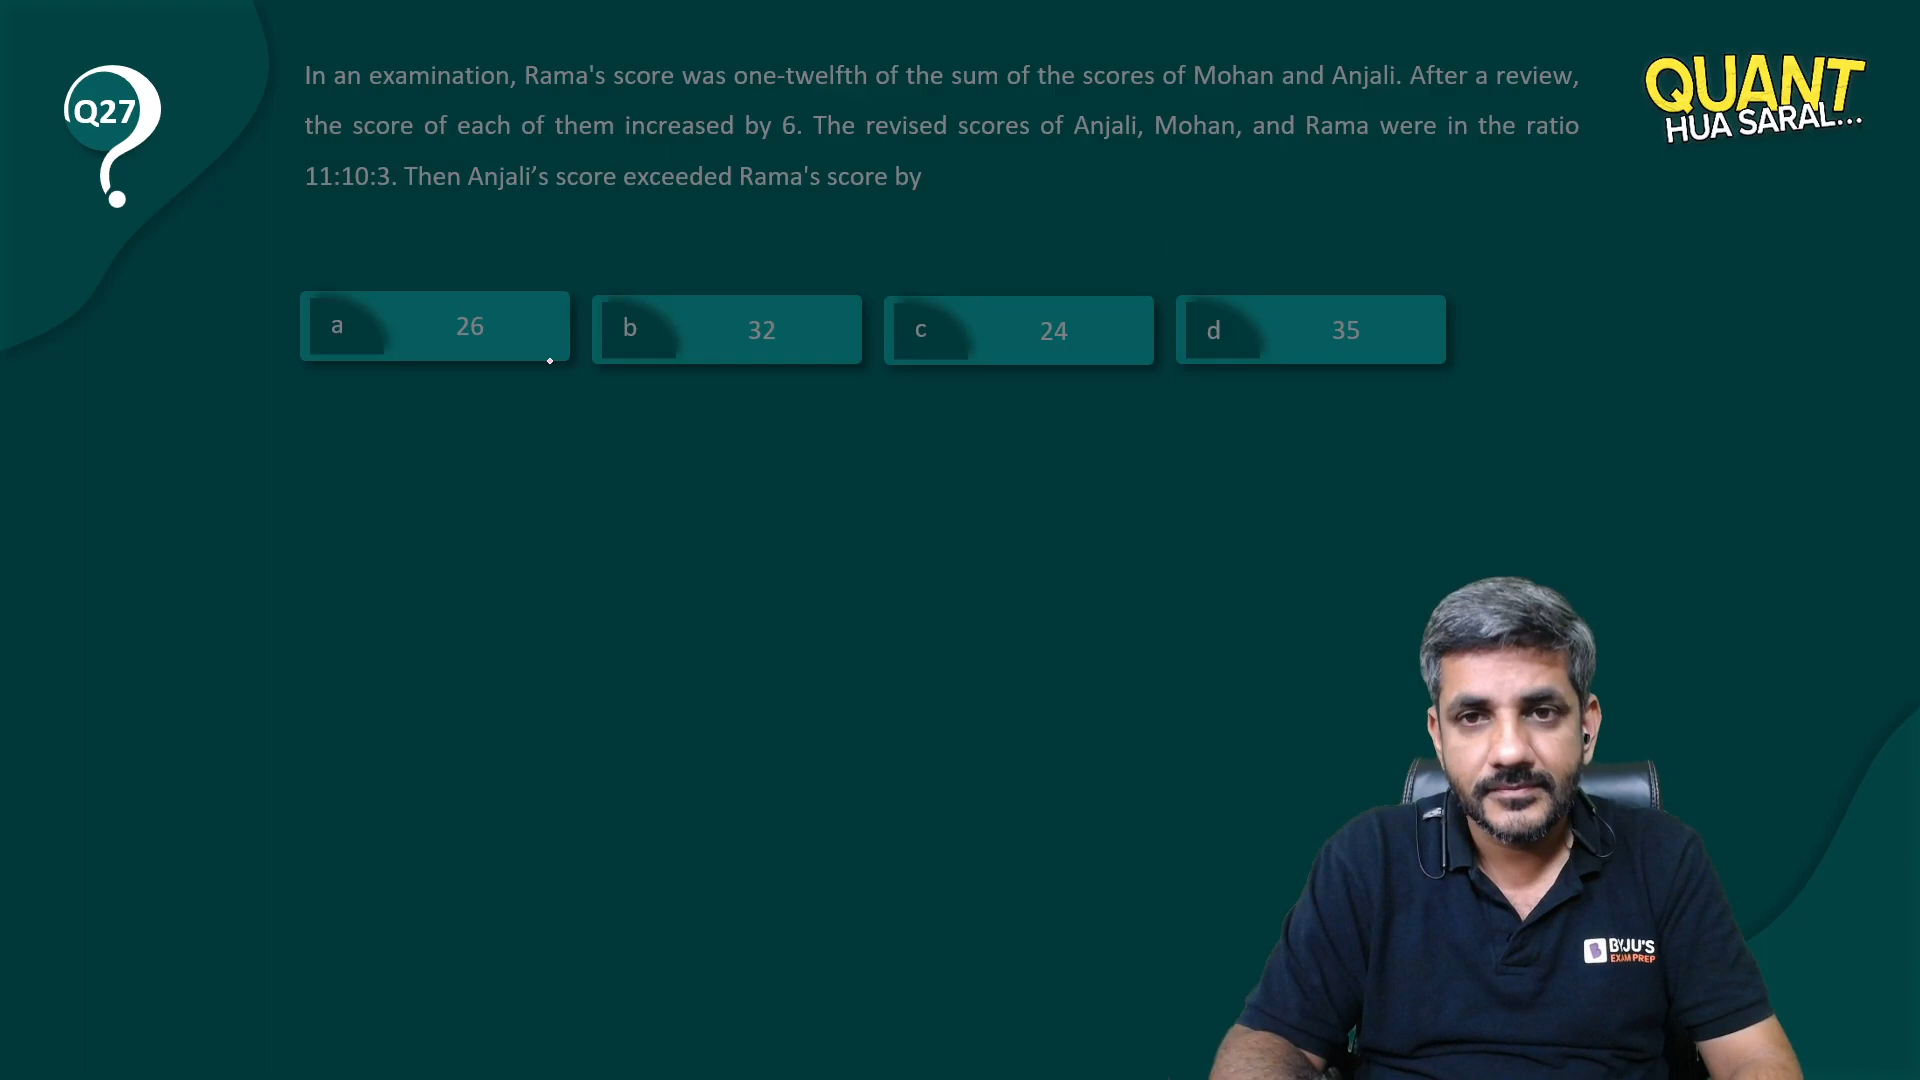 Q27
In an examination, Rama's score was one-twelfth of the sum of the scores of Mohan and Anjali. After a review,
the score of each of them increased by 6. The revised scores of Anjali, Mohan, and Rama were in the ratio
11:10:3. Then Anjali’s score exceeded Rama's score by
QUANT
HUA SARAL...
a 26
b 32
c 24
d 35
B BYJU'S
EXAM PREP